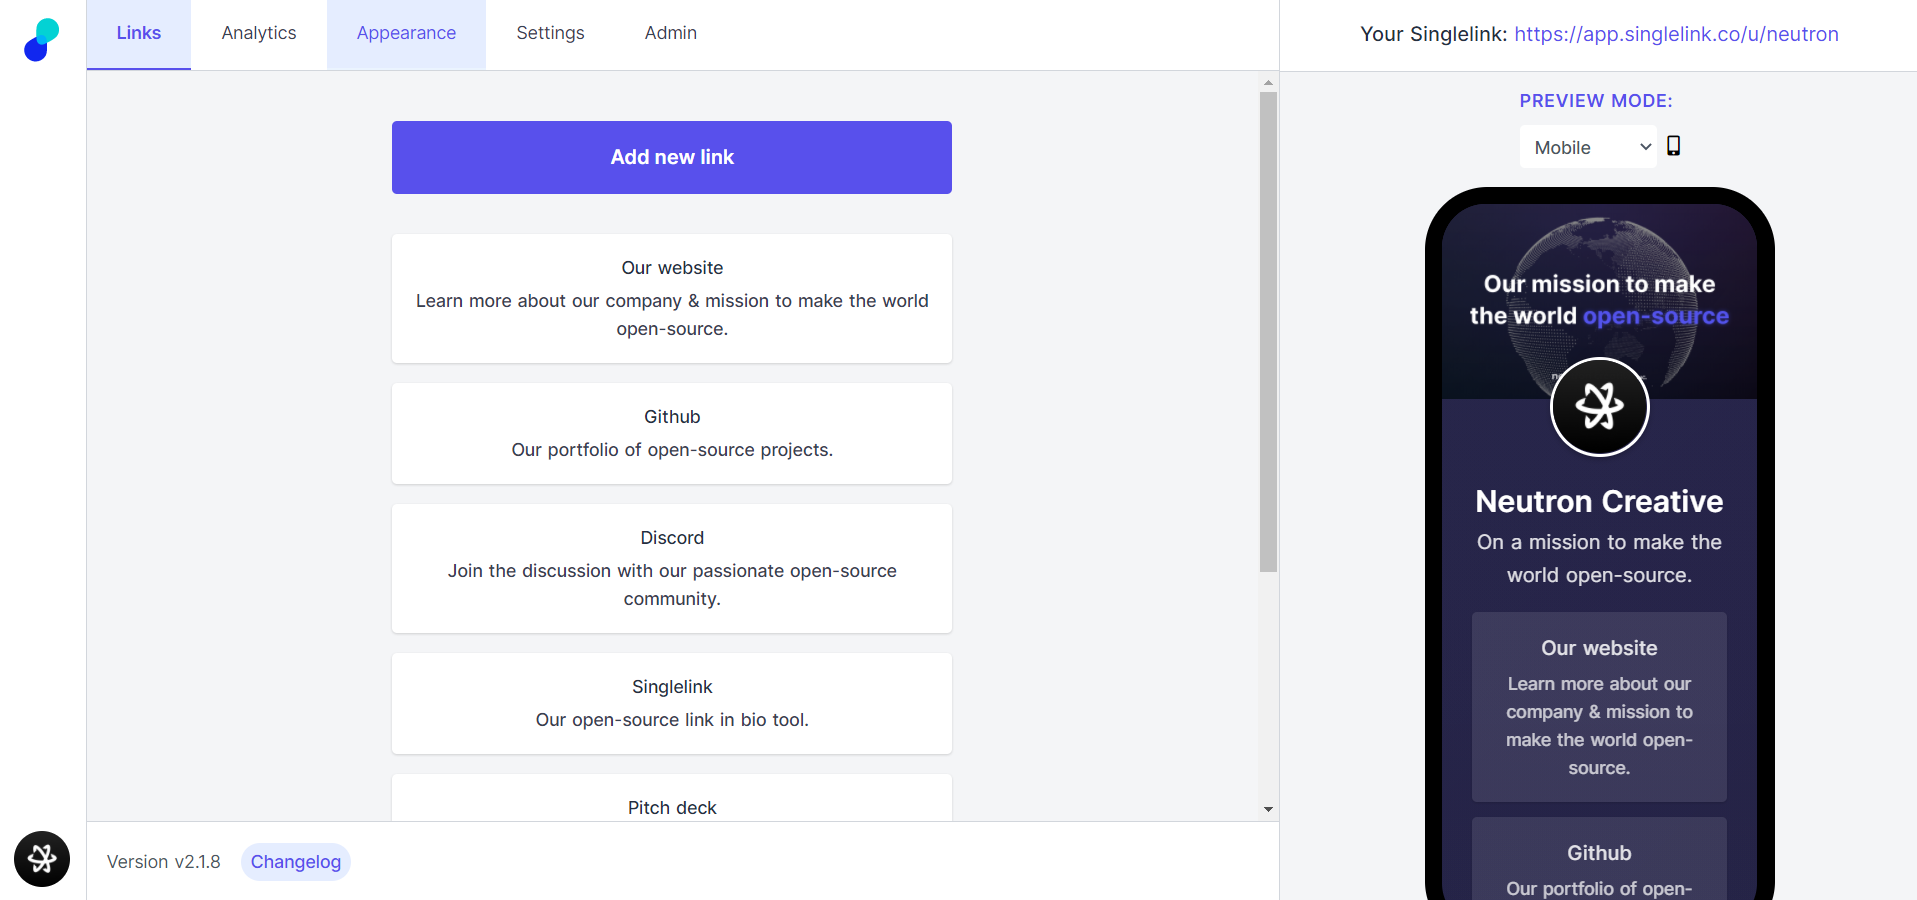 Links
Analytics
Appearance
Settings
Admin
Your Singlelink: https://app.singlelink.co/u/neutron
Add new link
Our website
Learn more about our company & mission to make the world
open-source.
Github
Our portfolio of open-source projects.
Discord
Join the discussion with our passionate open-source
community.
Singlelink
Our open-source link in bio tool.
Pitch deck
Version v2.1.8
Changelog
PREVIEW MODE:
Mobile
Our mission to make
the world open-source
Neutron Creative
On a mission to make the
world open-source.
Our website
Learn more about our
company & mission to
make the world open-
source.
Github
Our portfolio of open-